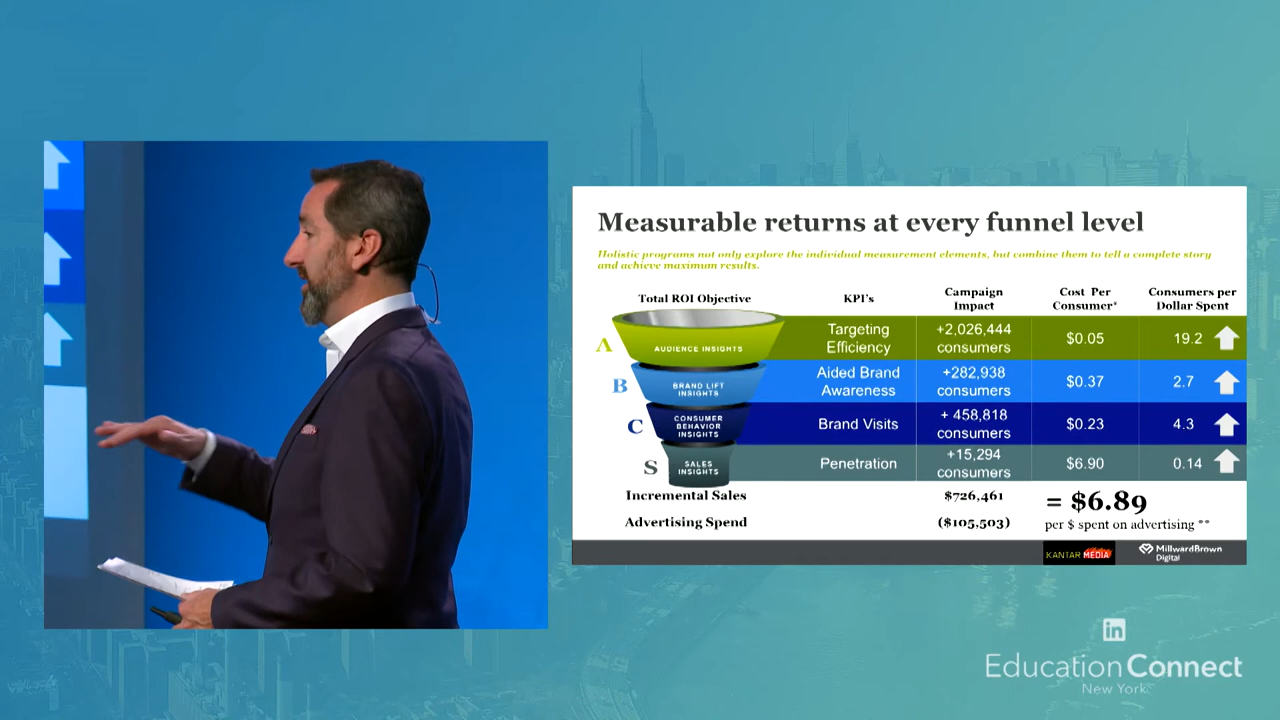 Measurable returns at every funnel level
Holistic programs not only explore the individual measurement elements, but combine them to tell a complete story
and achieve maximum results.
Total ROI Objective
KPI's
Campaign
Impact
Cost Per
Consumer*
Consumers per
Dollar Spent
A
AUDIENCE INSIGHTS
Targeting
Efficiency
+2,026,444
consumers
$0.05
19.2
B
BRAND LIFT
INSIGHTS
Aided Brand
Awareness
+282,938
consumers
$0.37
2.7
C
CONSUMER
BEHAVIOR
INSIGHTS
Brand Visits
+ 458,818
consumers
$0.23
4.3
S
SALES
INSIGHTS
Penetration
+15,294
consumers
$6.90
0.14
Incremental Sales
$726,461
Advertising Spend
($105,503)
= $6.89
per $ spent on advertising **
KANTAR MEDIA
MillwardBrown
Digital
in
Education Connect
New York